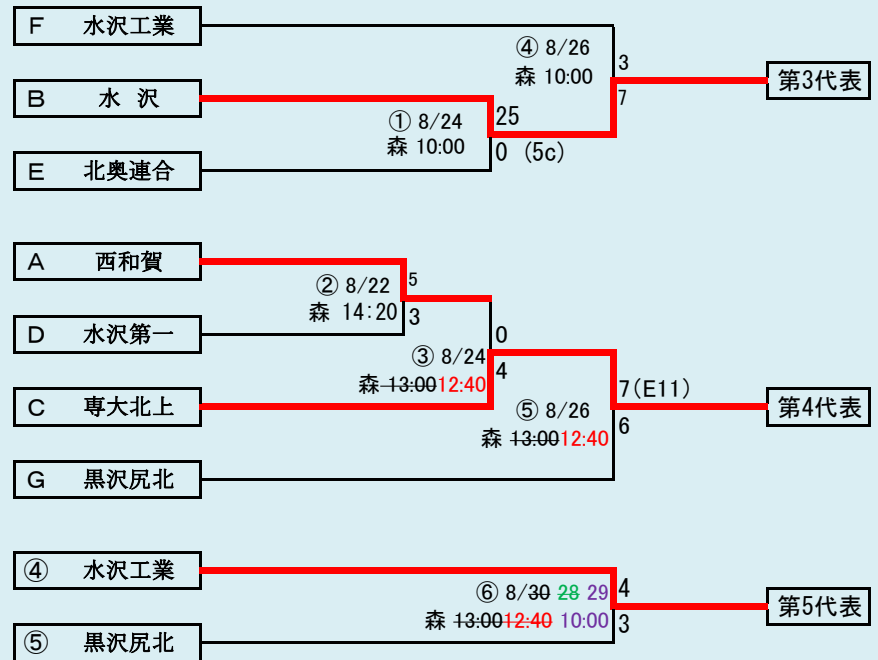 F 水沢工業
④ 8/26
森 10:00
3
第3代表
7
B 水 沢
① 8/24
森 10:00
25
0 (5c)
E 北奥連合
A 西和賀
② 8/22
森 14:20
5
3
D 水沢第一
③ 8/24
森 13:00 12:40
0
4
C 専大北上
⑤ 8/26
森 13:00 12:40
7(E11)
6
第4代表
G 黒沢尻北
④ 水沢工業
⑥ 8/30 28 29
森 13:00 12:40 10:00
4
3
第5代表
⑤ 黒沢尻北